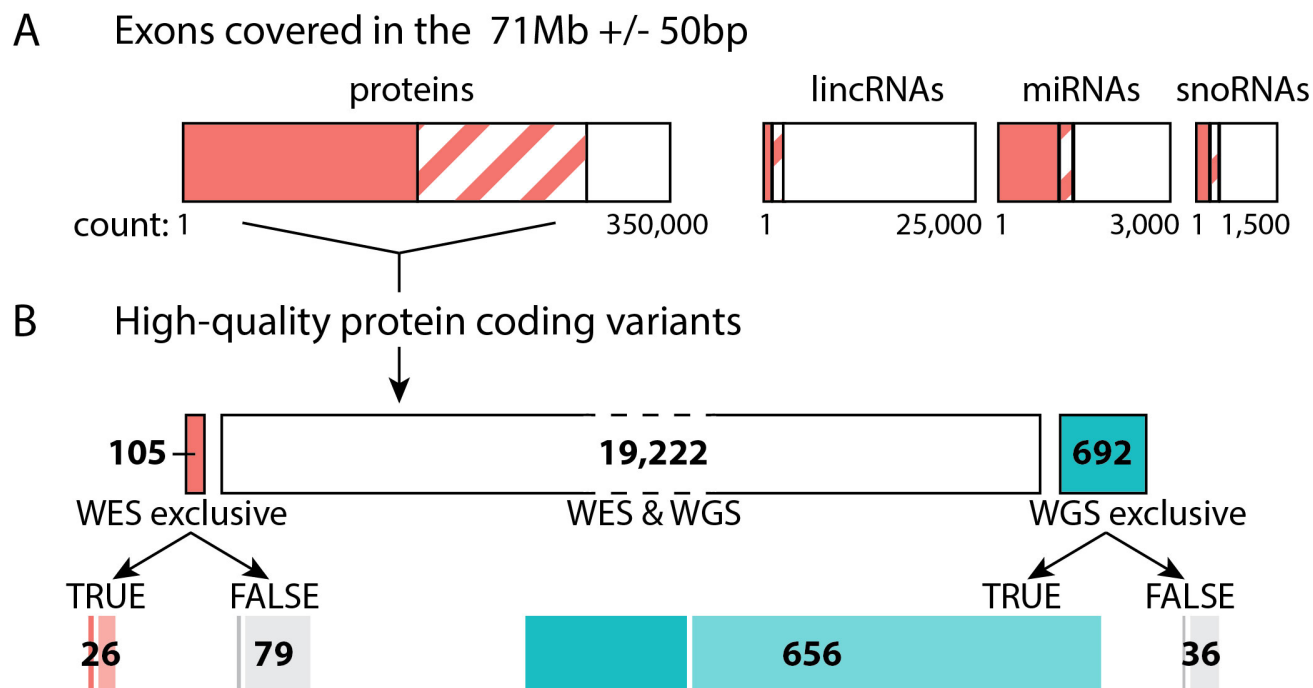 A Exons covered in the 71Mb +/- 50bp
proteins lincRNAs miRNAs snoRNAs
count: 1 350,000 1 25,000 1 3,000 1 1,500
B High-quality protein coding variants
105 19,222 692
WES exclusive WES & WGS WGS exclusive
TRUE FALSE TRUE FALSE
26 79 656 36